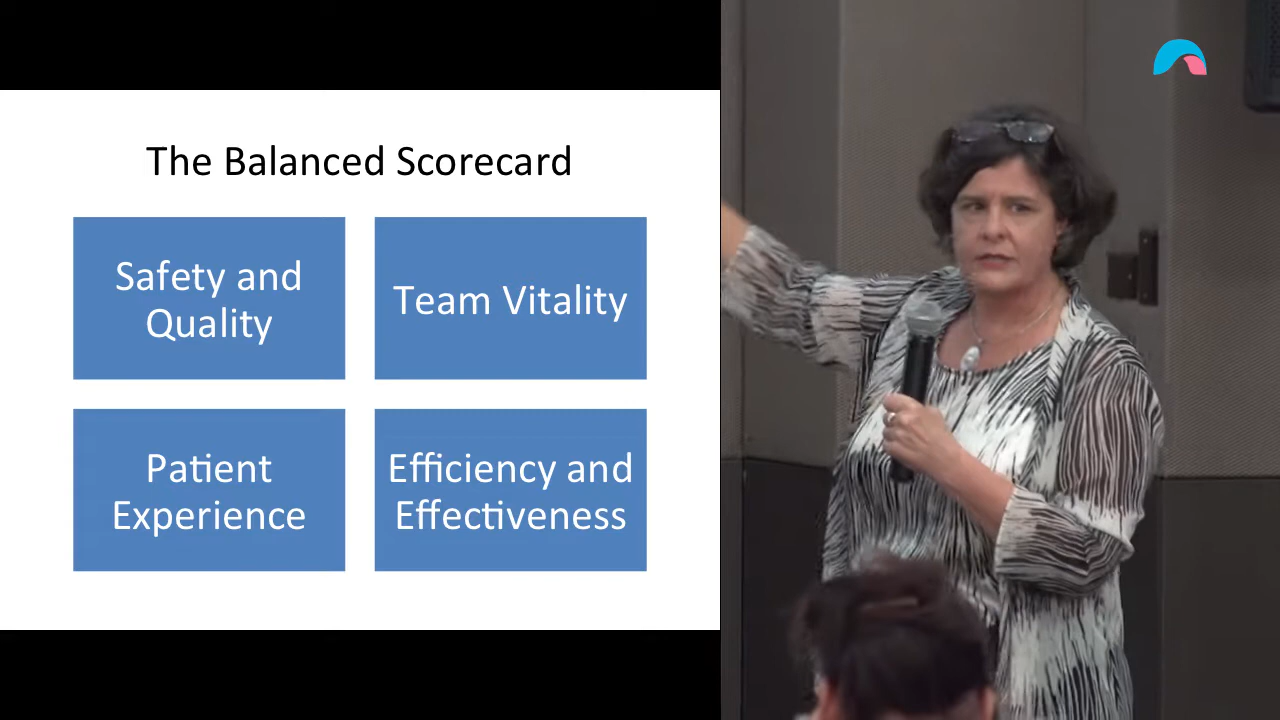 The Balanced Scorecard
Safety and
Quality
Team Vitality
Patient
Experience
Efficiency and
Effectiveness